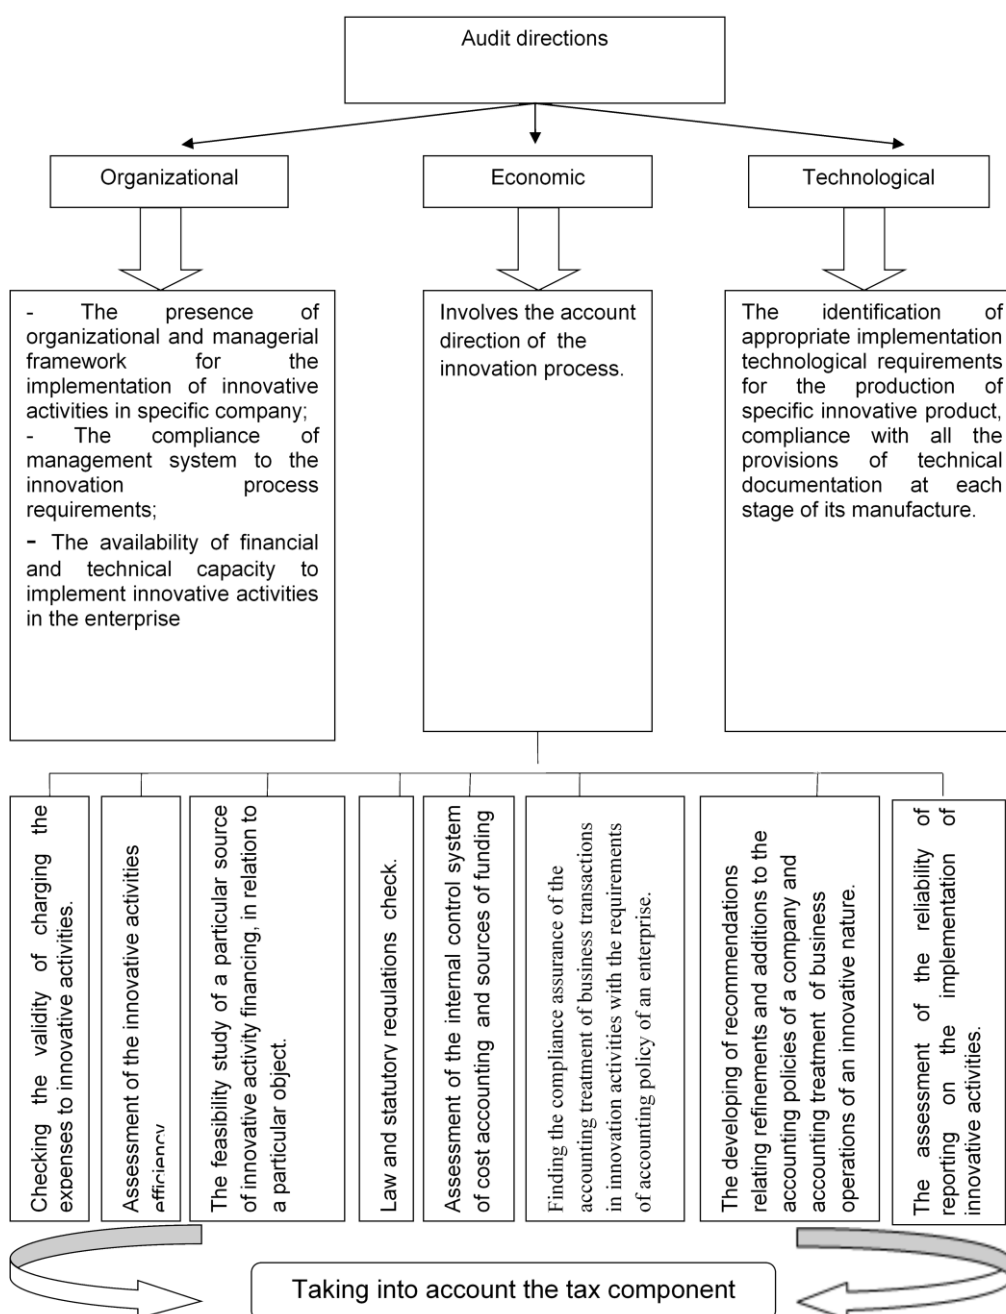 Audit directions
Organizational
Economic
Technological
- The presence of
organizational and managerial
framework for the
implementation of innovative
activities in specific company;
- The compliance of
management system to the
innovation process
requirements;
- The availability of financial
and technical capacity to
implement innovative activities
in the enterprise
Involves the account
direction of the
innovation process.
The identification of
appropriate implementation
technological requirements
for the production of
specific innovative product,
compliance with all the
provisions of technical
documentation at each
stage of its manufacture.
Checking the validity of charging the
expenses to innovative activities.
Assessment of the innovative activities
efficiency
The feasibility study of a particular source
of innovative activity financing, in relation to
a particular object.
Law and statutory requlations check.
Assessment of the internal control system
of cost accounting and sources of funding
Finding the compliance assurance of the
accounting treatment of business transactions
in innovation activities with the requirements
of accounting policy of an enterprise.
The developing of recommendations
relating refinements and additions to the
accounting policies of a company and
accounting treatment of business
operations of an innovative nature.
The assessment of the reliability of
reporting on the implementation of
innovative activities.
Taking into account the tax component